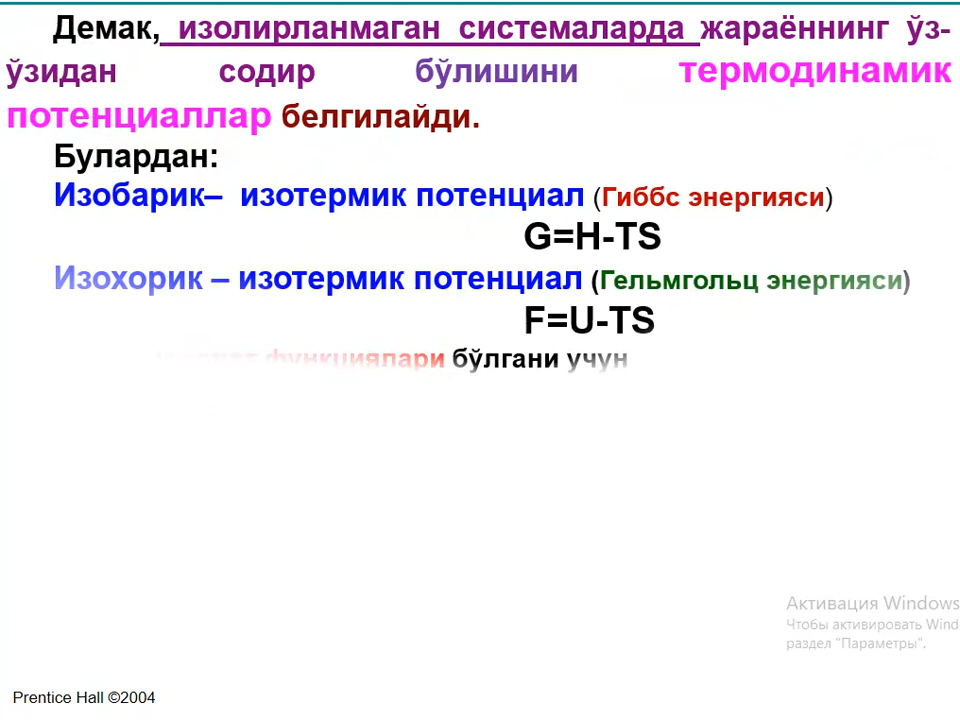 Демак, изолирланмаган системаларда жараённинг ўз-
ўзидан содир бўлишини термодинамик
потенциаллар белгилайди.
Булардан:
Изобарик– изотермик потенциал (Гиббс энергияси)
G=H-TS
Изохорик – изотермик потенциал (Гельмгольц энергияси)
F=U-TS
функциялари бўлгани учун
Активация Windows
Чтобы активировать Wind
раздел "Параметры".
Prentice Hall ©2004